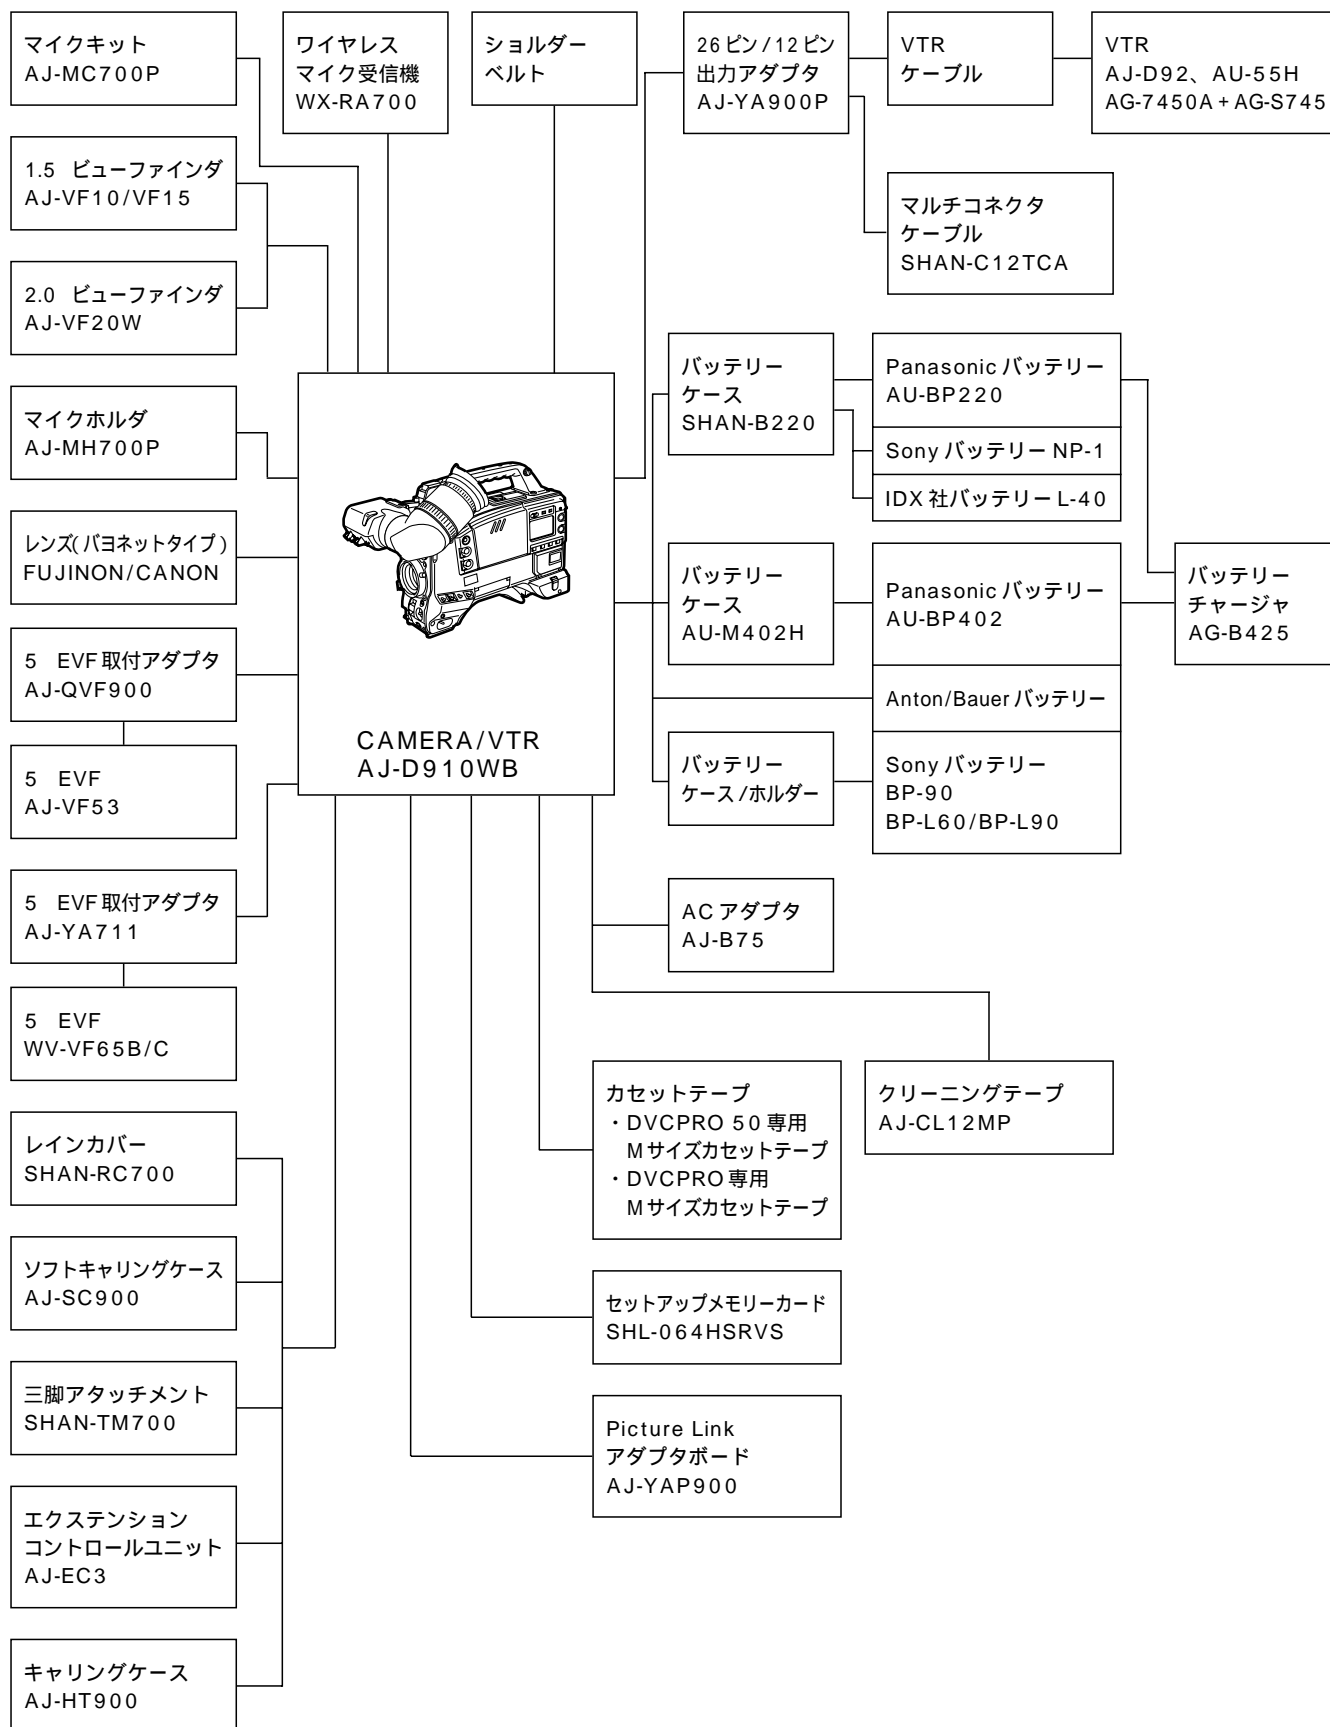 マイクキット
AJ-MC700P
ワイヤレス
マイク受信機
WX-RA700
ショルダー
ベルト
26ピン/12ピン
出力アダプタ
AJ-YA900P
VTR
ケーブル
VTR
AJ-D92、AU-55H
AG-7450A+AG-S745
1.5 ビューファインダ
AJ-VF10/VF15
マルチコネクタ
ケーブル
SHAN-C12TCA
2.0 ビューファインダ
AJ-VF20W
バッテリー
ケース
SHAN-B220
Panasonic バッテリー
AU-BP220
Sony バッテリー NP-1
IDX 社バッテリー L-40
マイクホルダ
AJ-MH700P
レンズ(バヨネットタイプ)
FUJINON/CANON
バッテリー
ケース
AU-M402H
Panasonic バッテリー
AU-BP402
Anton/Bauer バッテリー
バッテリー
チャージャ
AG-B425
5 EVF取付アダプタ
AJ-QVF900
CAMERA/VTR
AJ-D910WB
バッテリー
ケース/ホルダー
Sony バッテリー
BP-90
BP-L60/BP-L90
5 EVF
AJ-VF53
5 EVF取付アダプタ
AJ-YA711
AC アダプタ
AJ-B75
5 EVF
WV-VF65B/C
カセットテープ
・DVCPRO 50 専用
Mサイズカセットテープ
・DVCPRO 専用
Mサイズカセットテープ
クリーニングテープ
AJ-CL12MP
レインカバー
SHAN-RC700
ソフトキャリングケース
AJ-SC900
セットアップメモリーカード
SHL-064HSRVS
三脚アタッチメント
SHAN-TM700
Picture Link
アダプタボード
AJ-YAP900
エクステンション
コントロールユニット
AJ-EC3
キャリングケース
AJ-HT900